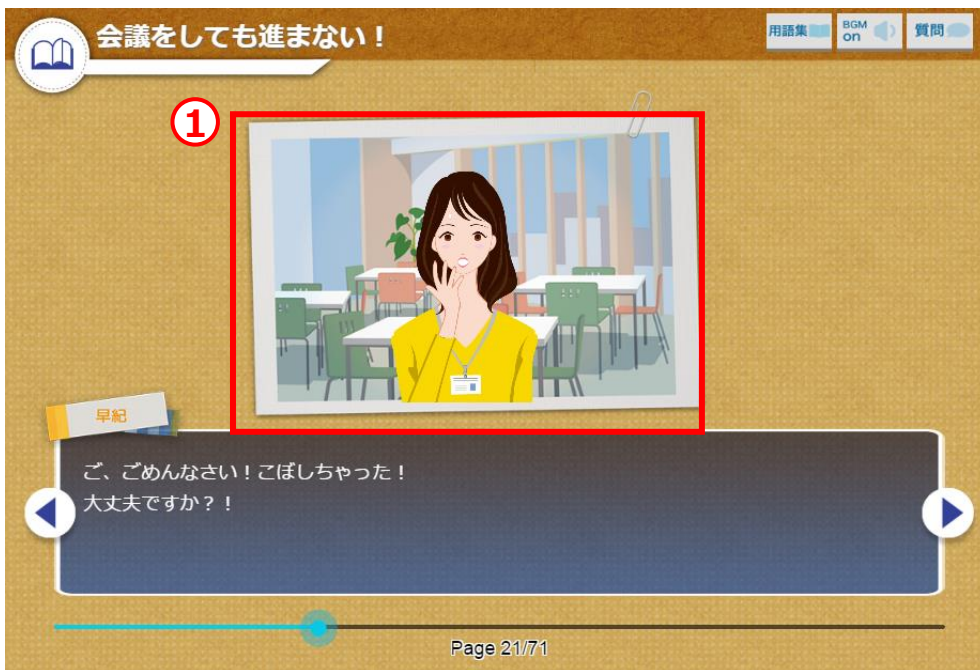 会議をしても進まない！
用語集
BGM
on
質問
①
早紀
ご、ごめんなさい！こぼしちゃった！
大丈夫ですか？！
Page 21/71